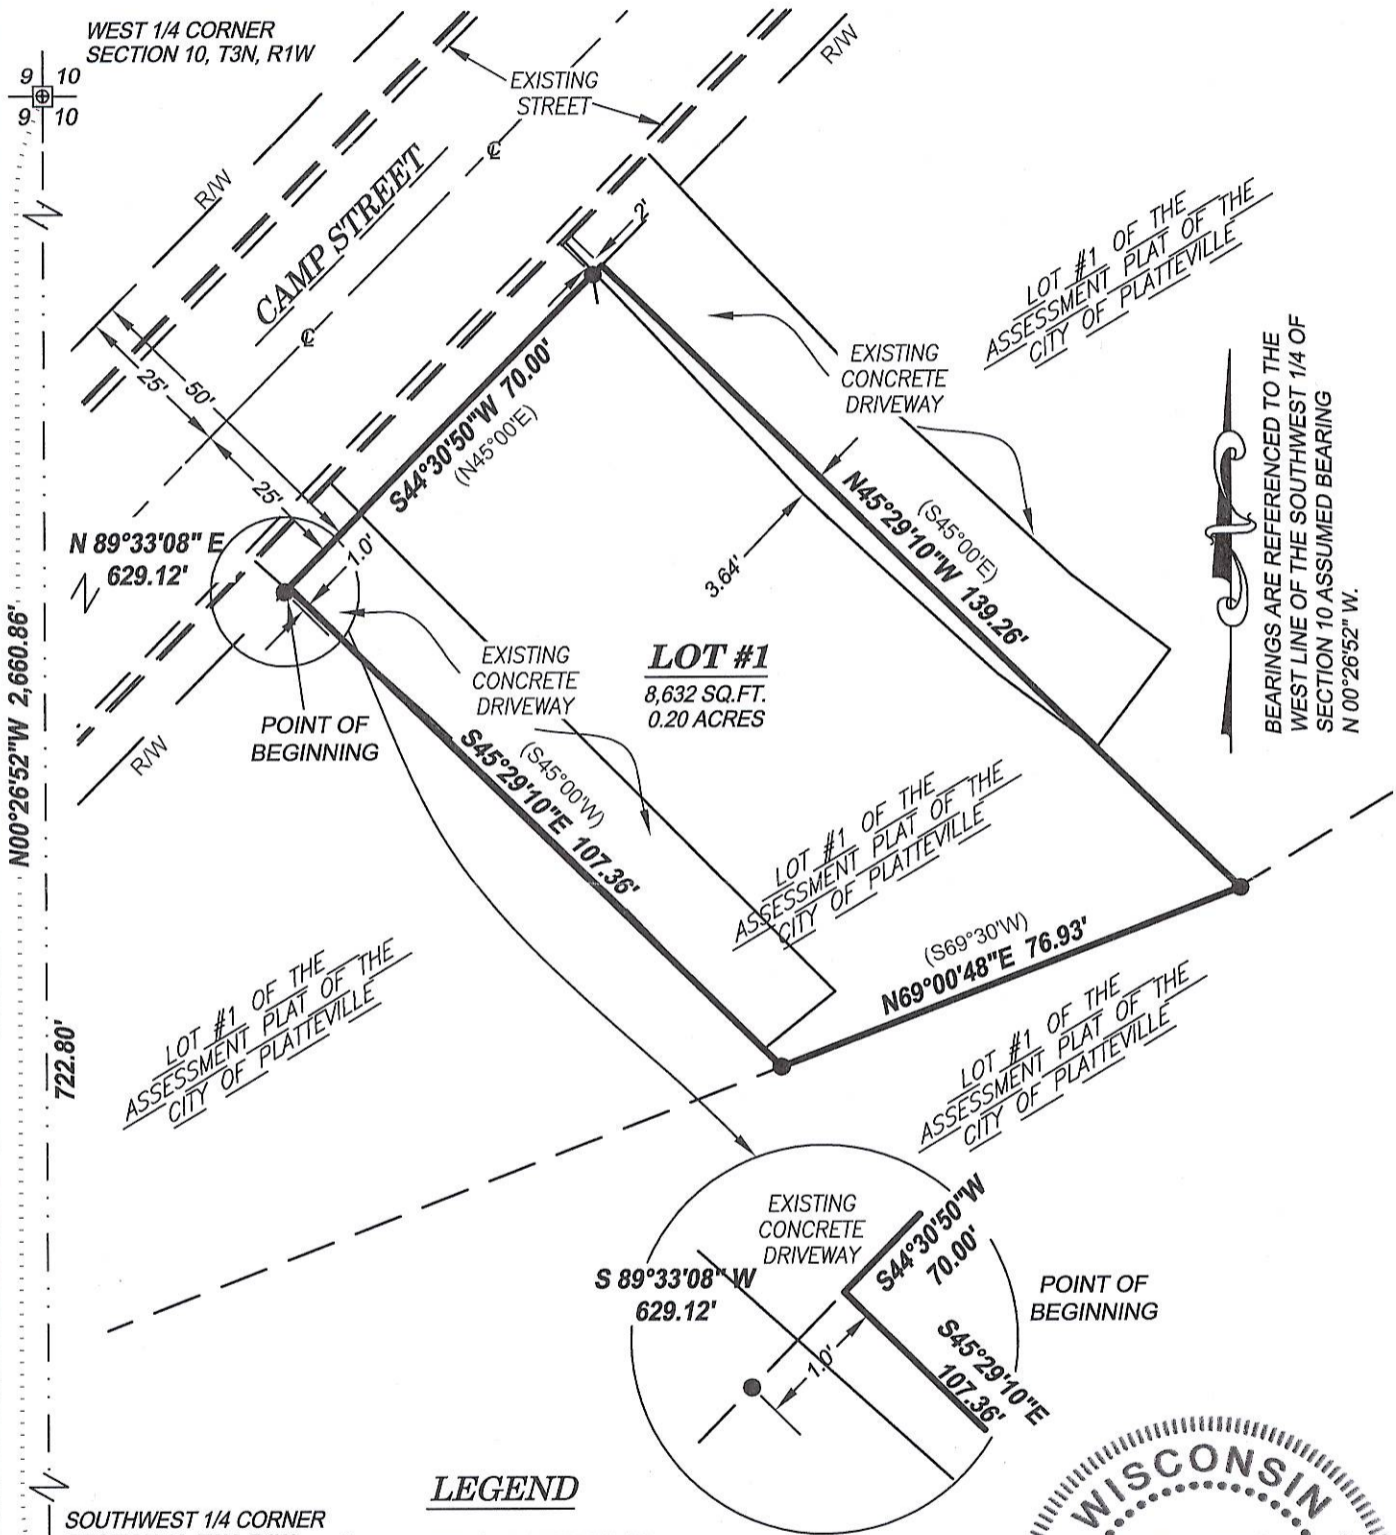 WEST 1/4 CORNER
SECTION 10, T3N, R1W
9 10
9 10
R/W
EXISTING
STREET
R/W
℄
CAMP STREET
℄
2'
25'
50'
25'
S44°30'50"W 70.00'
(N45°00'E)
N 89°33'08" E
629.12'
1.0'
EXISTING
CONCRETE
DRIVEWAY
LOT #1 OF THE
ASSESSMENT PLAT OF THE
CITY OF PLATTEVILLE
BEARINGS ARE REFERENCED TO THE
WEST LINE OF THE SOUTHWEST 1/4 OF
SECTION 10 ASSUMED BEARING
N 00°26'52" W.
(S45°00'E)
N45°29'10"W 139.26'
3.64'
N00°26'52"W 2,660.86'
POINT OF
BEGINNING
R/W
EXISTING
CONCRETE
DRIVEWAY
LOT #1
8,632 SQ.FT.
0.20 ACRES
(S45°00'W)
S45°29'10"E 107.36'
LOT #1 OF THE
ASSESSMENT PLAT OF THE
CITY OF PLATTEVILLE
(S69°30'W)
N69°00'48"E 76.93'
LOT #1 OF THE
ASSESSMENT PLAT OF THE
CITY OF PLATTEVILLE
722.80'
LOT #1 OF THE
ASSESSMENT PLAT OF THE
CITY OF PLATTEVILLE
EXISTING
CONCRETE
DRIVEWAY
S 89°33'08" W
629.12'
S44°30'50"W
70.00'
POINT OF
BEGINNING
1.0'
S45°29'10"E
107.36'
LEGEND
WISCONSIN
SOUTHWEST 1/4 CORNER